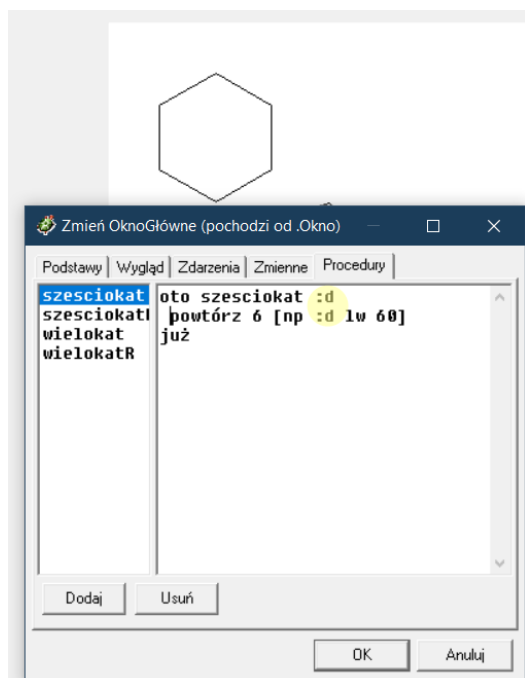 Zmień OknoGłówne (pochodzi od .Okno)
Podstawy Wygląd Zdarzenia Zmienne Procedury
szesciokat
szesciokat
wielokat
wielokatR
oto szesciokat :d
powtórz 6 [np :d lw 60]
już
Dodaj Usuń
OK Anuluj